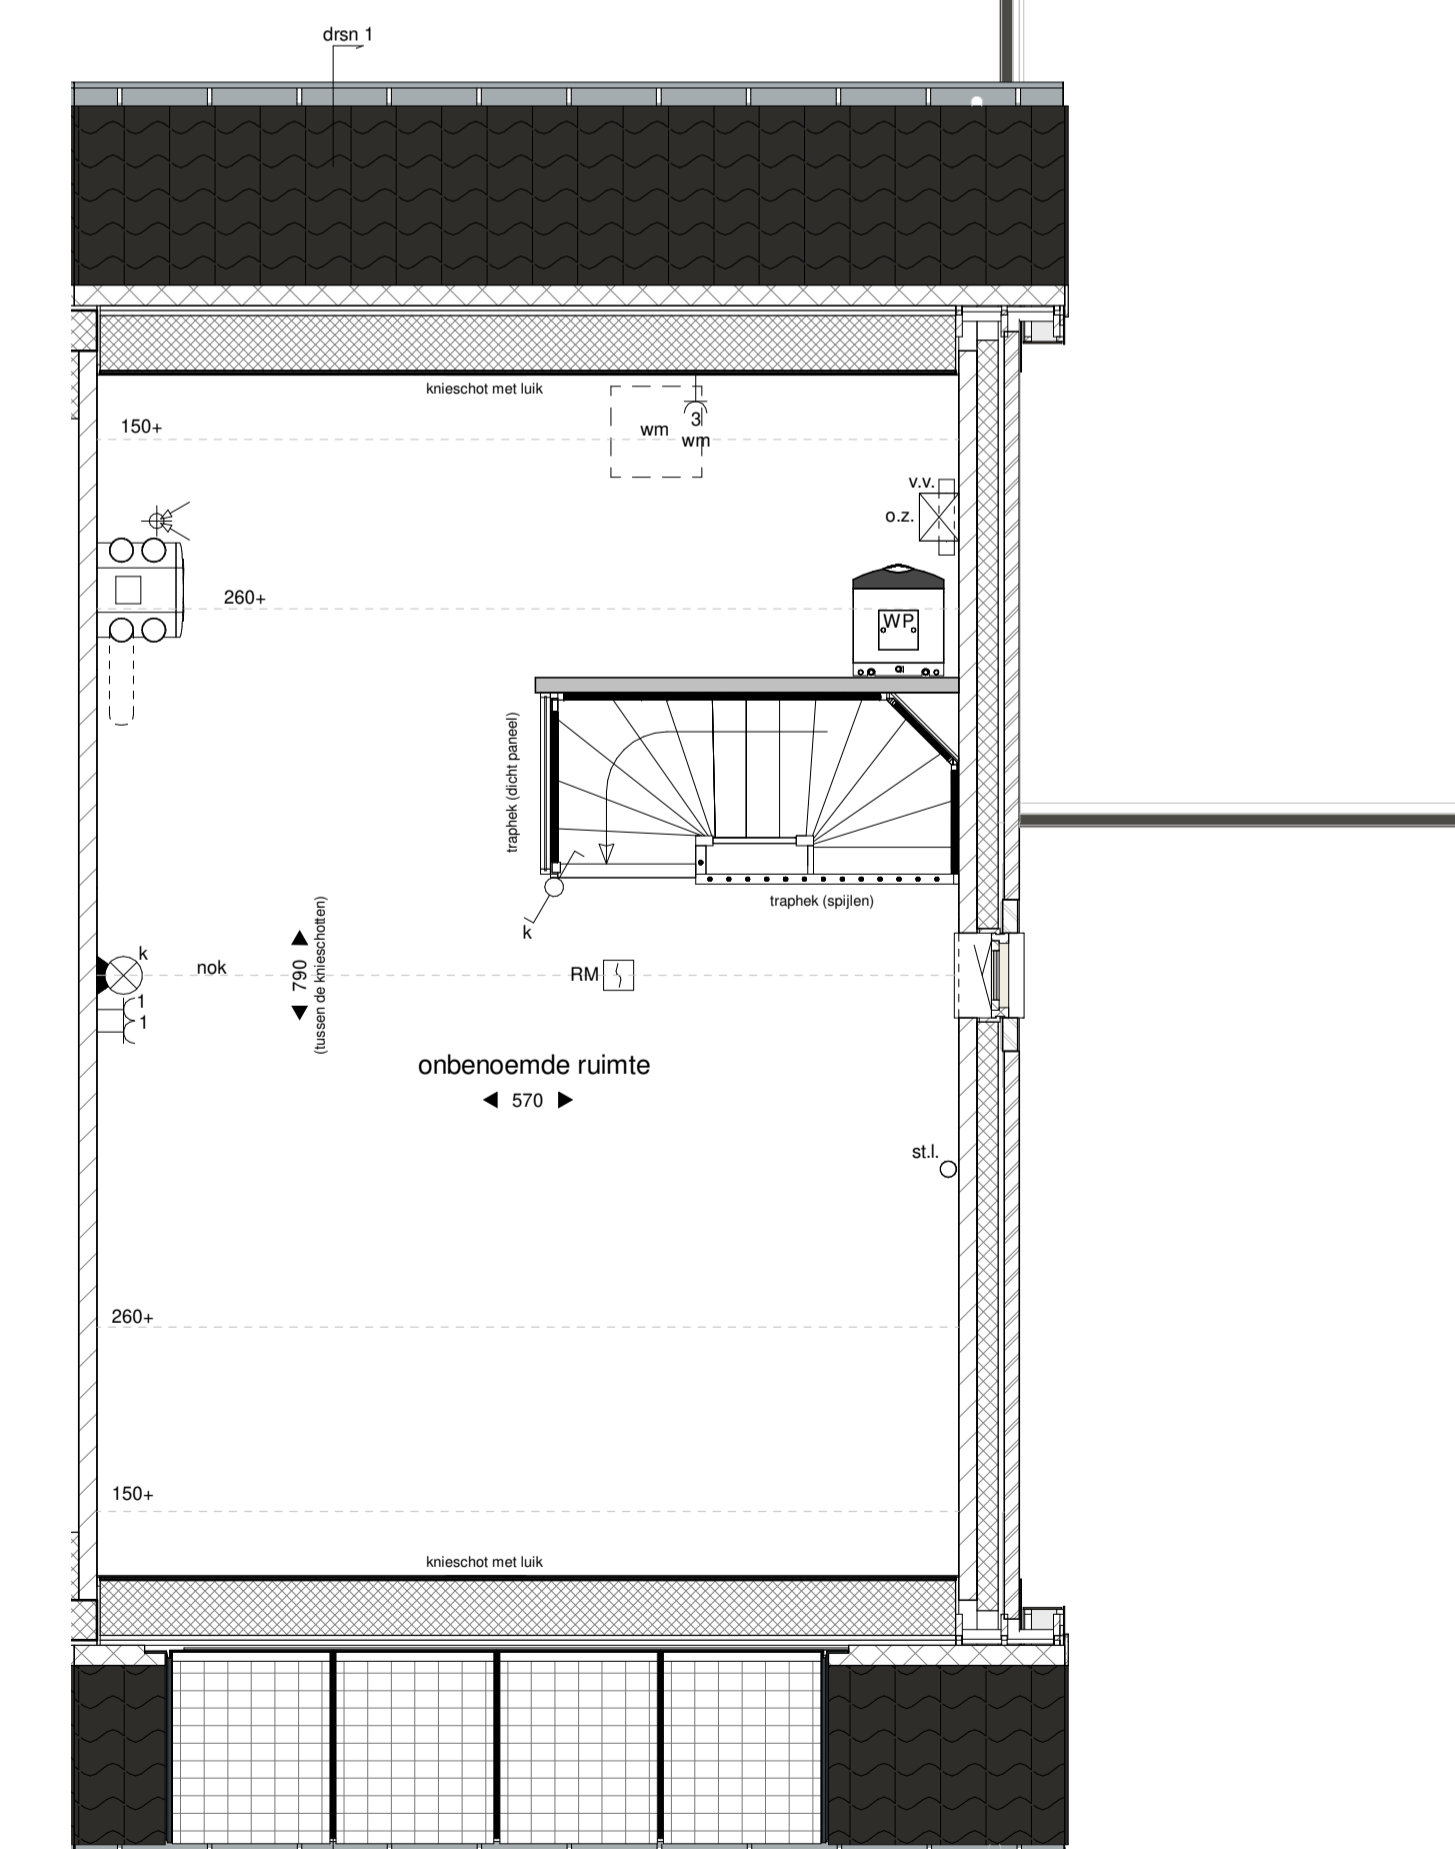 drsn 1
knieschot met luik
150+
wm
3
wm
v.v.
o.z.
260+
WP
traphek (dicht paneel)
traphek (spijlen)
k
k
nok
790
(tussen de knieschotten)
RM
1
1
onbenoemde ruimte
570
st.l.
260+
150+
knieschot met luik